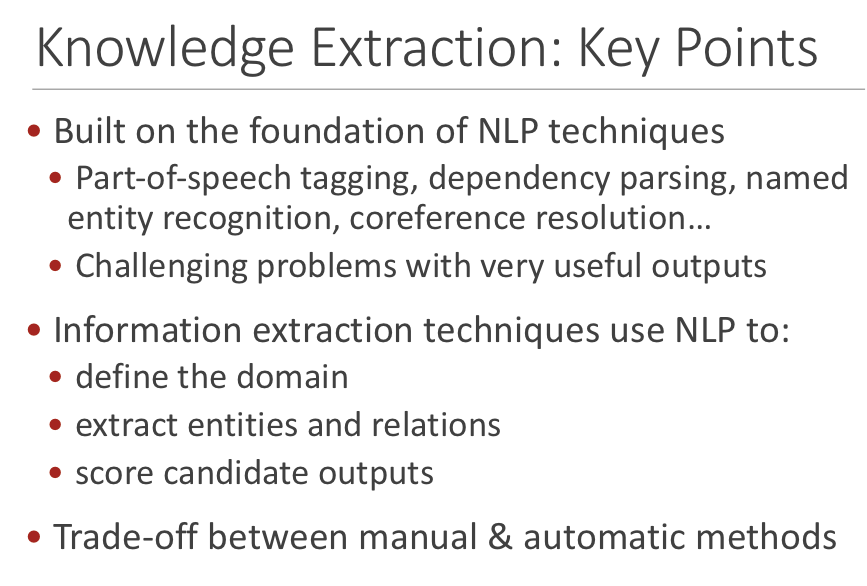 Knowledge Extraction: Key Points
• Built on the foundation of NLP techniques
• Part-of-speech tagging, dependency parsing, named
entity recognition, coreference resolution…
• Challenging problems with very useful outputs
• Information extraction techniques use NLP to:
• define the domain
• extract entities and relations
• score candidate outputs
• Trade-off between manual & automatic methods